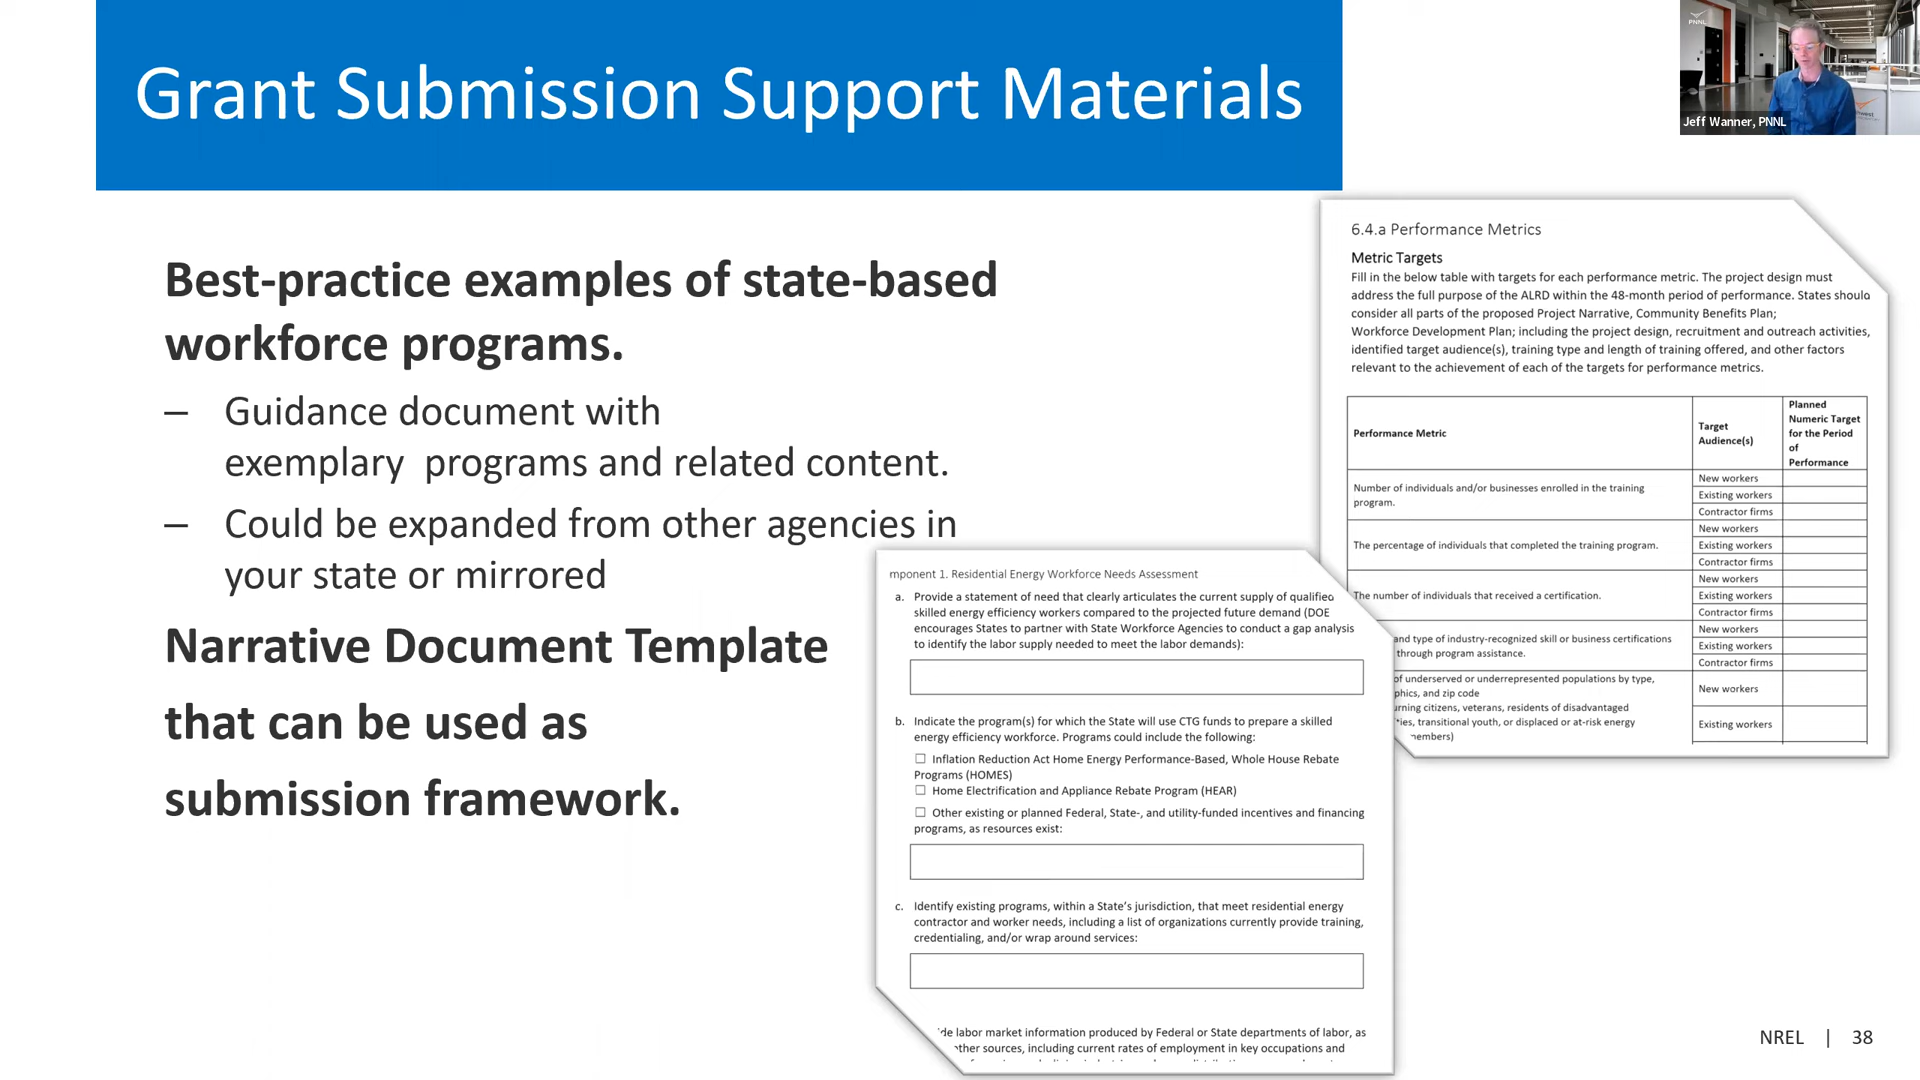 Grant Submission Support Materials
PNNL
Jeff Wanner, PNNL
Best-practice examples of state-based
workforce programs.
– Guidance document with
exemplary programs and related content.
– Could be expanded from other agencies in
your state or mirrored
Narrative Document Template
that can be used as
submission framework.
6.4.a Performance Metrics
Metric Targets
Fill in the below table with targets for each performance metric. The project design must
address the full purpose of the ALRD within the 48-month period of performance. States should
consider all parts of the proposed Project Narrative, Community Benefits Plan;
Workforce Development Plan; including the project design, recruitment and outreach activities,
identified target audience(s), training type and length of training offered, and other factors
relevant to the achievement of each of the targets for performance metrics.
Performance Metric
Target
Audience(s)
Planned
Numeric Target
for the Period
of
Performance
Number of individuals and/or businesses enrolled in the training
program.
New workers
Existing workers
Contractor firms
The percentage of individuals that completed the training program.
New workers
Existing workers
Contractor firms
The number of individuals that received a certification.
New workers
Existing workers
Contractor firms
and type of industry-recognized skill or business certifications
through program assistance.
New workers
Existing workers
Contractor firms
of underserved or underrepresented populations by type,
phics, and zip code
urning citizens, veterans, residents of disadvantaged
ties, transitional youth, or displaced or at-risk energy
members)
New workers
Existing workers
mponent 1. Residential Energy Workforce Needs Assessment
a. Provide a statement of need that clearly articulates the current supply of qualified
skilled energy efficiency workers compared to the projected future demand (DOE
encourages States to partner with State Workforce Agencies to conduct a gap analysis
to identify the labor supply needed to meet the labor demands):
b. Indicate the program(s) for which the State will use CTG funds to prepare a skilled
energy efficiency workforce. Programs could include the following:
☐ Inflation Reduction Act Home Energy Performance-Based, Whole House Rebate
Programs (HOMES)
☐ Home Electrification and Appliance Rebate Program (HEAR)
☐ Other existing or planned Federal, State-, and utility-funded incentives and financing
programs, as resources exist:
c. Identify existing programs, within a State's jurisdiction, that meet residential energy
contractor and worker needs, including a list of organizations currently provide training,
credentialing, and/or wrap around services:
de labor market information produced by Federal or State departments of labor, as
other sources, including current rates of employment in key occupations and
NREL | 38